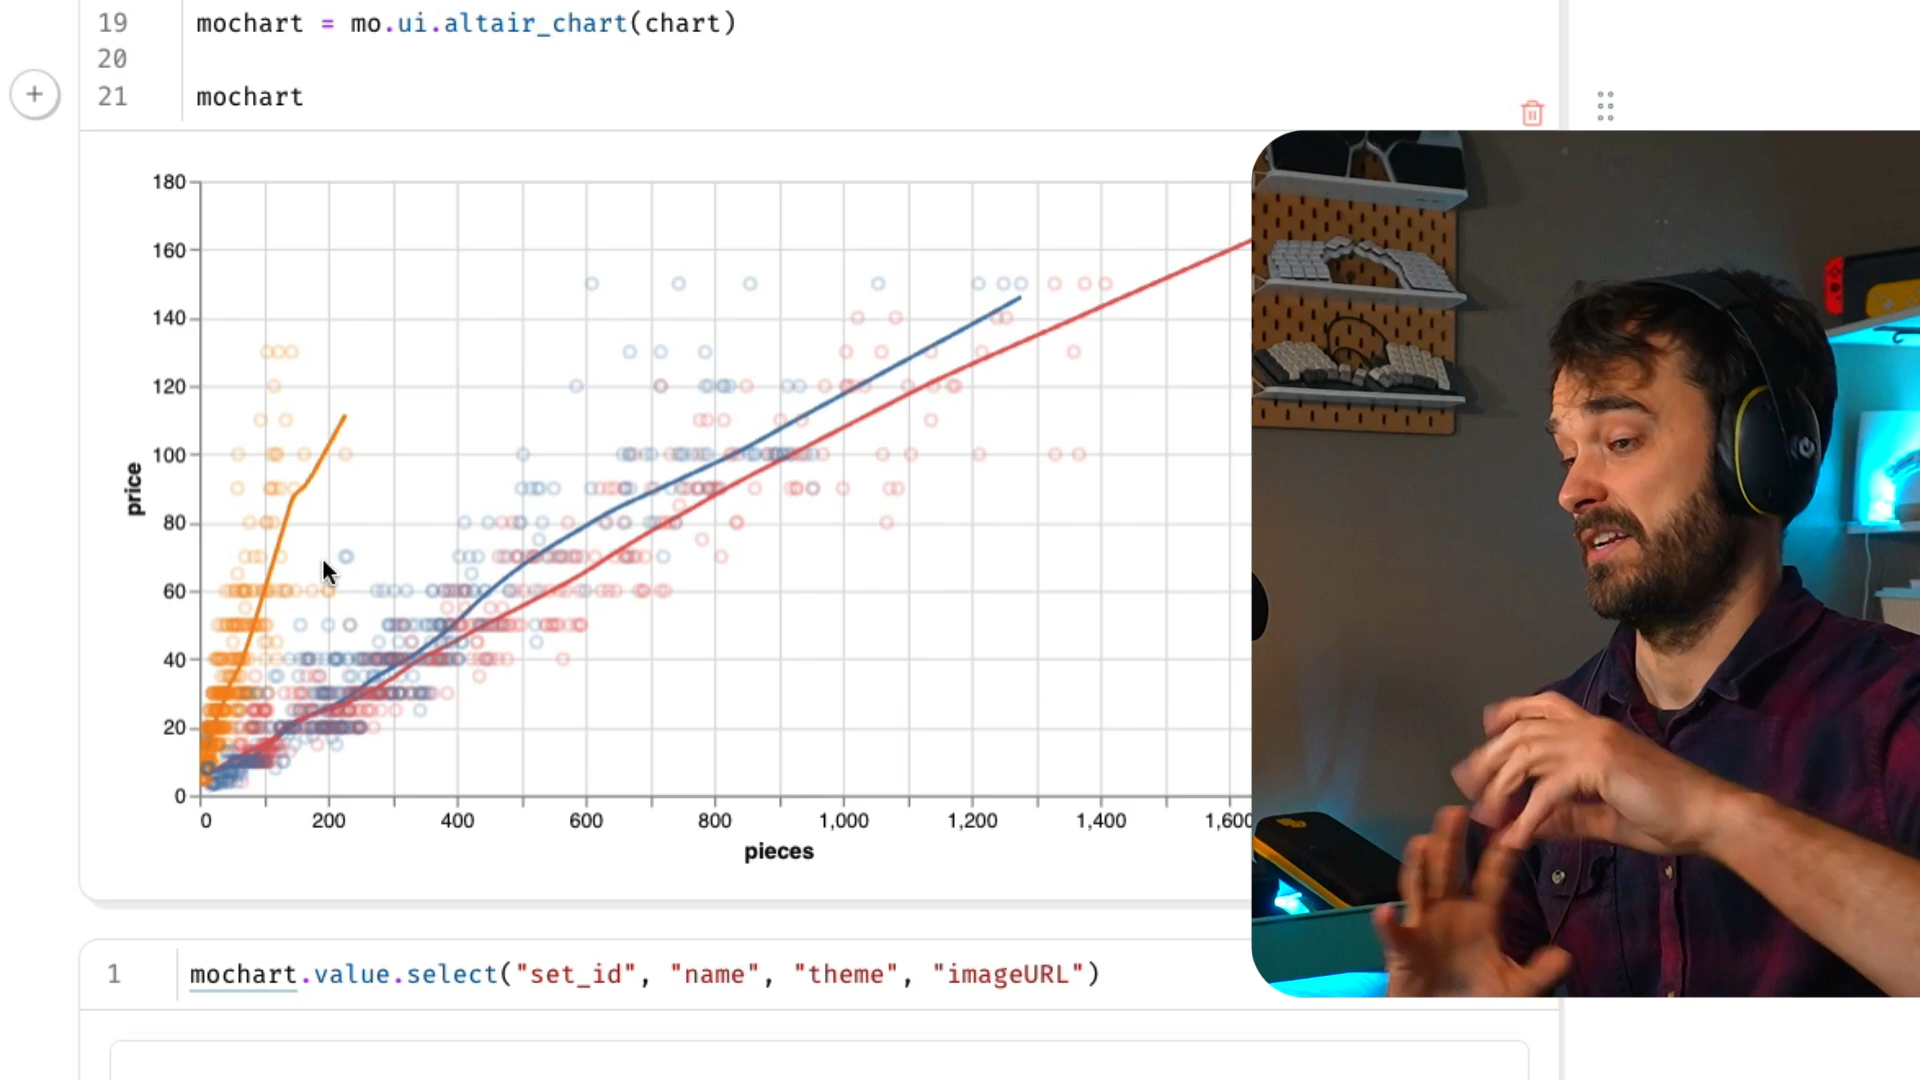 19 mochart = mo.ui.altair_chart(chart)
20
21 mochart
180
160
140
120
100
80
60
40
20
0
price
0 200 400 600 800 1,000 1,200 1,400 1,600
pieces
1 mochart.value.select("set_id", "name", "theme", "imageURL")